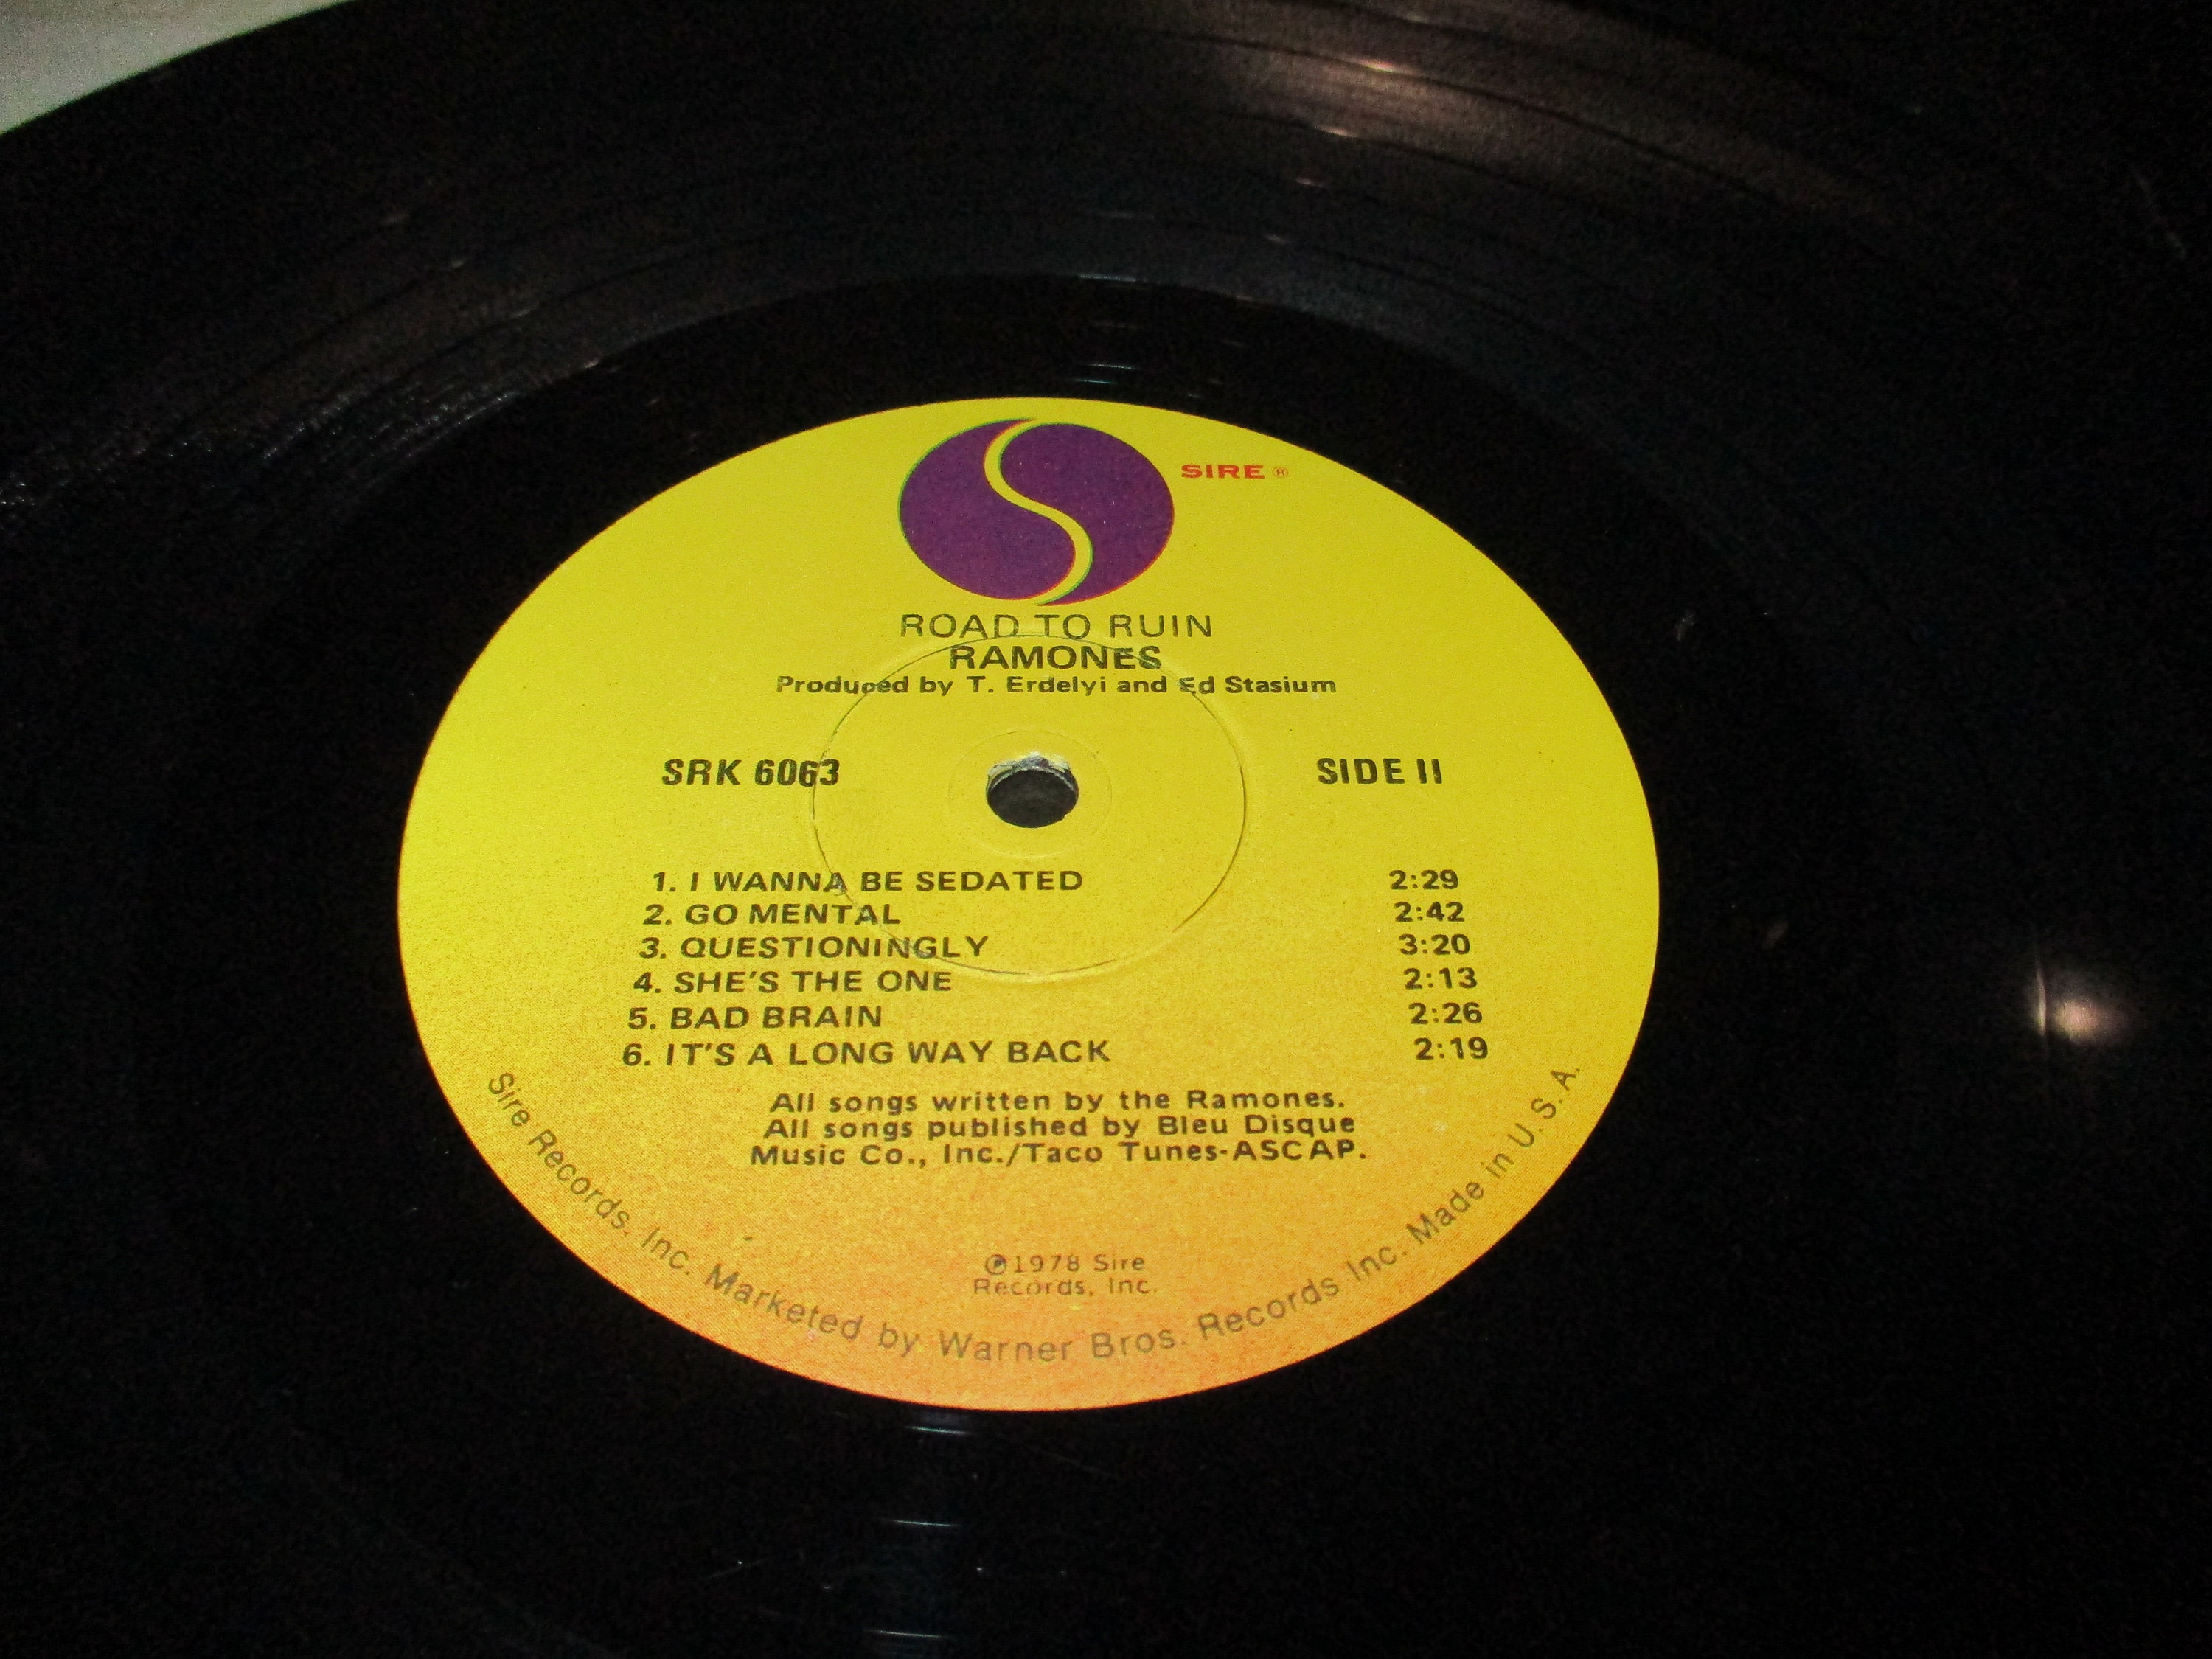 SIRE ®
ROAD TO RUIN
RAMONES
Produced by T. Erdelyi and Ed Stasium
SRK 6063 SIDE II
1. I WANNA BE SEDATED 2:29
2. GO MENTAL 2:42
3. QUESTIONINGLY 3:20
4. SHE'S THE ONE 2:13
5. BAD BRAIN 2:26
6. IT'S A LONG WAY BACK 2:19
All songs written by the Ramones.
All songs published by Bleu Disque
Music Co., Inc./Taco Tunes-ASCAP.
℗1978 Sire
Records, Inc.
Sire Records, Inc. Marketed by Warner Bros. Records Inc. Made in U.S.A.